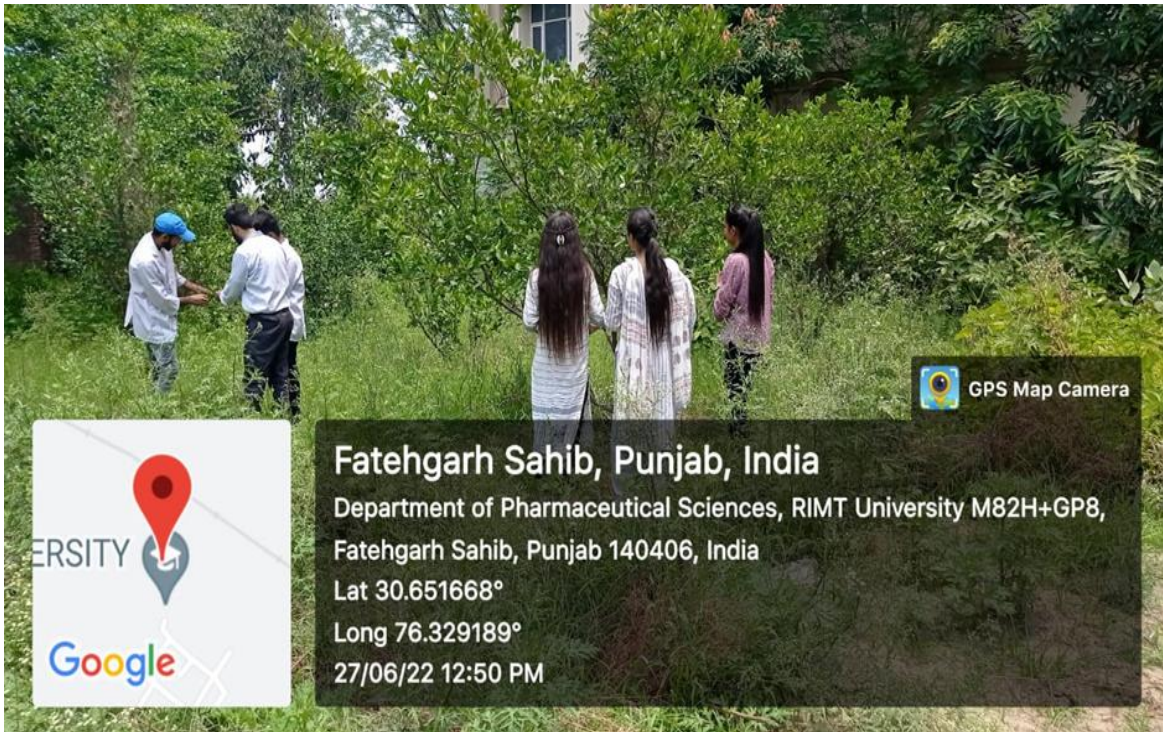 GPS Map Camera
Fatehgarh Sahib, Punjab, India
Department of Pharmaceutical Sciences, RIMT University M82H+GP8,
Fatehgarh Sahib, Punjab 140406, India
Lat 30.651668°
Long 76.329189°
27/06/22 12:50 PM
ERSITY
Google